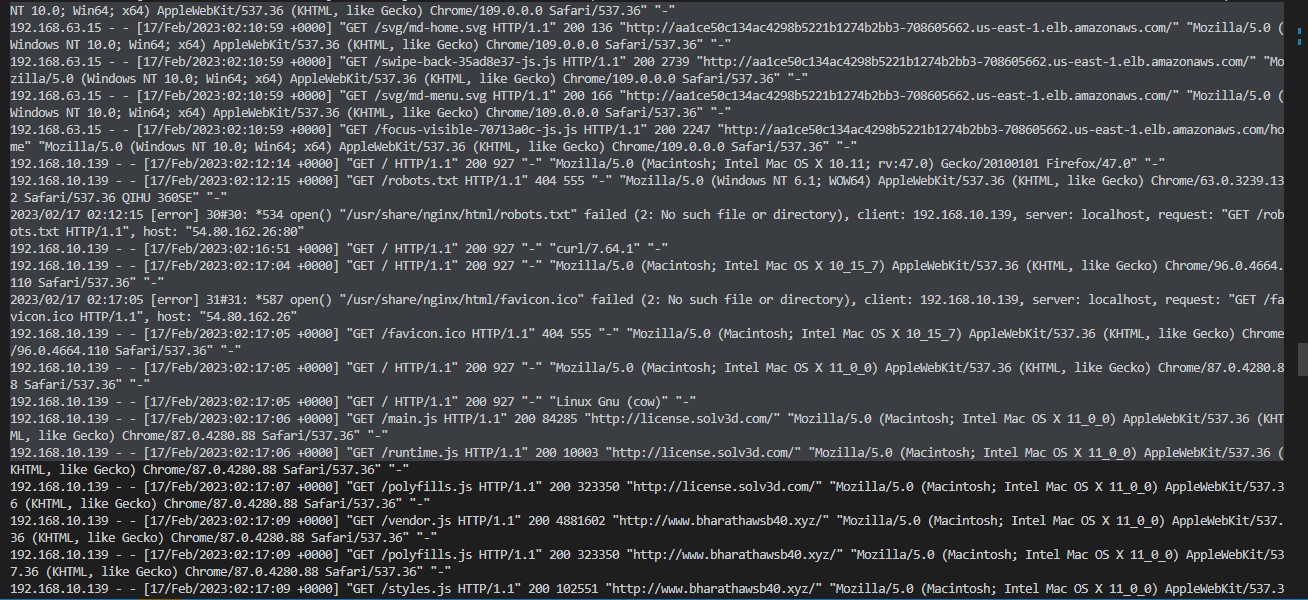 NT 10.0; Win64; x64) AppleWebKit/537.36 (KHTML, like Gecko) Chrome/109.0.0.0 Safari/537.36" "-"
192.168.63.15 - - [17/Feb/2023:02:10:59 +0000] "GET /svg/md-home.svg HTTP/1.1" 200 136 "http://aa1ce50c134ac4298b5221b1274b2bb3-708605662.us-east-1.elb.amazonaws.com/" "Mozilla/5.0 (
Windows NT 10.0; Win64; x64) AppleWebKit/537.36 (KHTML, like Gecko) Chrome/109.0.0.0 Safari/537.36" "-"
192.168.63.15 - - [17/Feb/2023:02:10:59 +0000] "GET /swipe-back-35ad8e37-js.js HTTP/1.1" 200 2739 "http://aa1ce50c134ac4298b5221b1274b2bb3-708605662.us-east-1.elb.amazonaws.com/" "Mo
zilla/5.0 (Windows NT 10.0; Win64; x64) AppleWebKit/537.36 (KHTML, like Gecko) Chrome/109.0.0.0 Safari/537.36" "-"
192.168.63.15 - - [17/Feb/2023:02:10:59 +0000] "GET /svg/md-menu.svg HTTP/1.1" 200 166 "http://aa1ce50c134ac4298b5221b1274b2bb3-708605662.us-east-1.elb.amazonaws.com/" "Mozilla/5.0 (
Windows NT 10.0; Win64; x64) AppleWebKit/537.36 (KHTML, like Gecko) Chrome/109.0.0.0 Safari/537.36" "-"
192.168.63.15 - - [17/Feb/2023:02:10:59 +0000] "GET /focus-visible-70713a0c-js.js HTTP/1.1" 200 2247 "http://aa1ce50c134ac4298b5221b1274b2bb3-708605662.us-east-1.elb.amazonaws.com/ho
me" "Mozilla/5.0 (Windows NT 10.0; Win64; x64) AppleWebKit/537.36 (KHTML, like Gecko) Chrome/109.0.0.0 Safari/537.36" "-"
192.168.10.139 - - [17/Feb/2023:02:12:14 +0000] "GET / HTTP/1.1" 200 927 "-" "Mozilla/5.0 (Macintosh; Intel Mac OS X 10.11; rv:47.0) Gecko/20100101 Firefox/47.0" "-"
192.168.10.139 - - [17/Feb/2023:02:12:15 +0000] "GET /robots.txt HTTP/1.1" 404 555 "-" "Mozilla/5.0 (Windows NT 6.1; WOW64) AppleWebKit/537.36 (KHTML, like Gecko) Chrome/63.0.3239.13
2 Safari/537.36 QIHU 360SE" "-"
2023/02/17 02:12:15 [error] 30#30: *534 open() "/usr/share/nginx/html/robots.txt" failed (2: No such file or directory), client: 192.168.10.139, server: localhost, request: "GET /rob
ots.txt HTTP/1.1", host: "54.80.162.26:80"
192.168.10.139 - - [17/Feb/2023:02:16:51 +0000] "GET / HTTP/1.1" 200 927 "-" "curl/7.64.1" "-"
192.168.10.139 - - [17/Feb/2023:02:17:04 +0000] "GET / HTTP/1.1" 200 927 "-" "Mozilla/5.0 (Macintosh; Intel Mac OS X 10_15_7) AppleWebKit/537.36 (KHTML, like Gecko) Chrome/96.0.4664.
110 Safari/537.36" "-"
2023/02/17 02:17:05 [error] 31#31: *587 open() "/usr/share/nginx/html/favicon.ico" failed (2: No such file or directory), client: 192.168.10.139, server: localhost, request: "GET /fa
vicon.ico HTTP/1.1", host: "54.80.162.26"
192.168.10.139 - - [17/Feb/2023:02:17:05 +0000] "GET /favicon.ico HTTP/1.1" 404 555 "-" "Mozilla/5.0 (Macintosh; Intel Mac OS X 10_15_7) AppleWebKit/537.36 (KHTML, like Gecko) Chrome
/96.0.4664.110 Safari/537.36" "-"
192.168.10.139 - - [17/Feb/2023:02:17:05 +0000] "GET / HTTP/1.1" 200 927 "-" "Mozilla/5.0 (Macintosh; Intel Mac OS X 11_0_0) AppleWebKit/537.36 (KHTML, like Gecko) Chrome/87.0.4280.8
8 Safari/537.36" "-"
192.168.10.139 - - [17/Feb/2023:02:17:05 +0000] "GET / HTTP/1.1" 200 927 "-" "Linux Gnu (cow)" "-"
192.168.10.139 - - [17/Feb/2023:02:17:06 +0000] "GET /main.js HTTP/1.1" 200 84285 "http://license.solv3d.com/" "Mozilla/5.0 (Macintosh; Intel Mac OS X 11_0_0) AppleWebKit/537.36 (KHT
ML, like Gecko) Chrome/87.0.4280.88 Safari/537.36" "-"
192.168.10.139 - - [17/Feb/2023:02:17:06 +0000] "GET /runtime.js HTTP/1.1" 200 10003 "http://license.solv3d.com/" "Mozilla/5.0 (Macintosh; Intel Mac OS X 11_0_0) AppleWebKit/537.36 (
KHTML, like Gecko) Chrome/87.0.4280.88 Safari/537.36" "-"
192.168.10.139 - - [17/Feb/2023:02:17:07 +0000] "GET /polyfills.js HTTP/1.1" 200 323350 "http://license.solv3d.com/" "Mozilla/5.0 (Macintosh; Intel Mac OS X 11_0_0) AppleWebKit/537.3
6 (KHTML, like Gecko) Chrome/87.0.4280.88 Safari/537.36" "-"
192.168.10.139 - - [17/Feb/2023:02:17:09 +0000] "GET /vendor.js HTTP/1.1" 200 4881602 "http://www.bharathawsb40.xyz/" "Mozilla/5.0 (Macintosh; Intel Mac OS X 11_0_0) AppleWebKit/537.
36 (KHTML, like Gecko) Chrome/87.0.4280.88 Safari/537.36" "-"
192.168.10.139 - - [17/Feb/2023:02:17:09 +0000] "GET /polyfills.js HTTP/1.1" 200 323350 "http://www.bharathawsb40.xyz/" "Mozilla/5.0 (Macintosh; Intel Mac OS X 11_0_0) AppleWebKit/53
7.36 (KHTML, like Gecko) Chrome/87.0.4280.88 Safari/537.36" "-"
192.168.10.139 - - [17/Feb/2023:02:17:09 +0000] "GET /styles.js HTTP/1.1" 200 102551 "http://www.bharathawsb40.xyz/" "Mozilla/5.0 (Macintosh; Intel Mac OS X 11_0_0) AppleWebKit/537.3